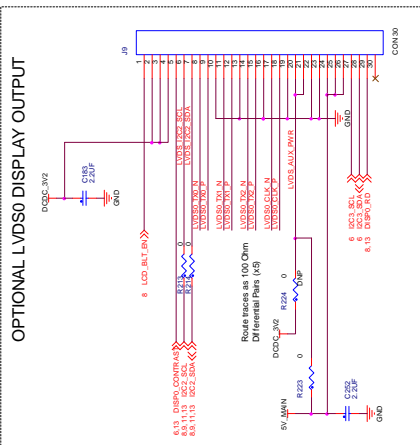 OPTIONAL LVDS0 DISPLAY OUTPUT
J9
CON30
1
2
3
4
5
6
7
8
9
10
11
12
13
14
15
16
17
18
19
20
21
22
23
24
25
26
27
28
29
30
DCDC_3V2
C183
2.2UF
GND
8 LCD_BLT_EN
LVDS_I2C2_SCL
LVDS_I2C2_SDA
LVDS0_TX0_N
LVDS0_TX0_P
LVDS0_TX1_N
LVDS0_TX1_P
LVDS0_TX2_N
LVDS0_TX2_P
LVDS0_CLK_N
LVDS0_CLK_P
LVDS_AUX_PWR
GND
R213 0
R214 0
6,13 DISP0_CONTRAST
8,9,11,13 I2C2_SCL
8,9,11,13 I2C2_SDA
Route traces as 100 Ohm
Differential Pairs (x5)
6 I2C3_SCL
6 I2C3_SDA
8,13 DISP0_RD
DCDC_3V2
R224 0
DNP
R223 0
5V_MAIN
C252
2.2UF
GND